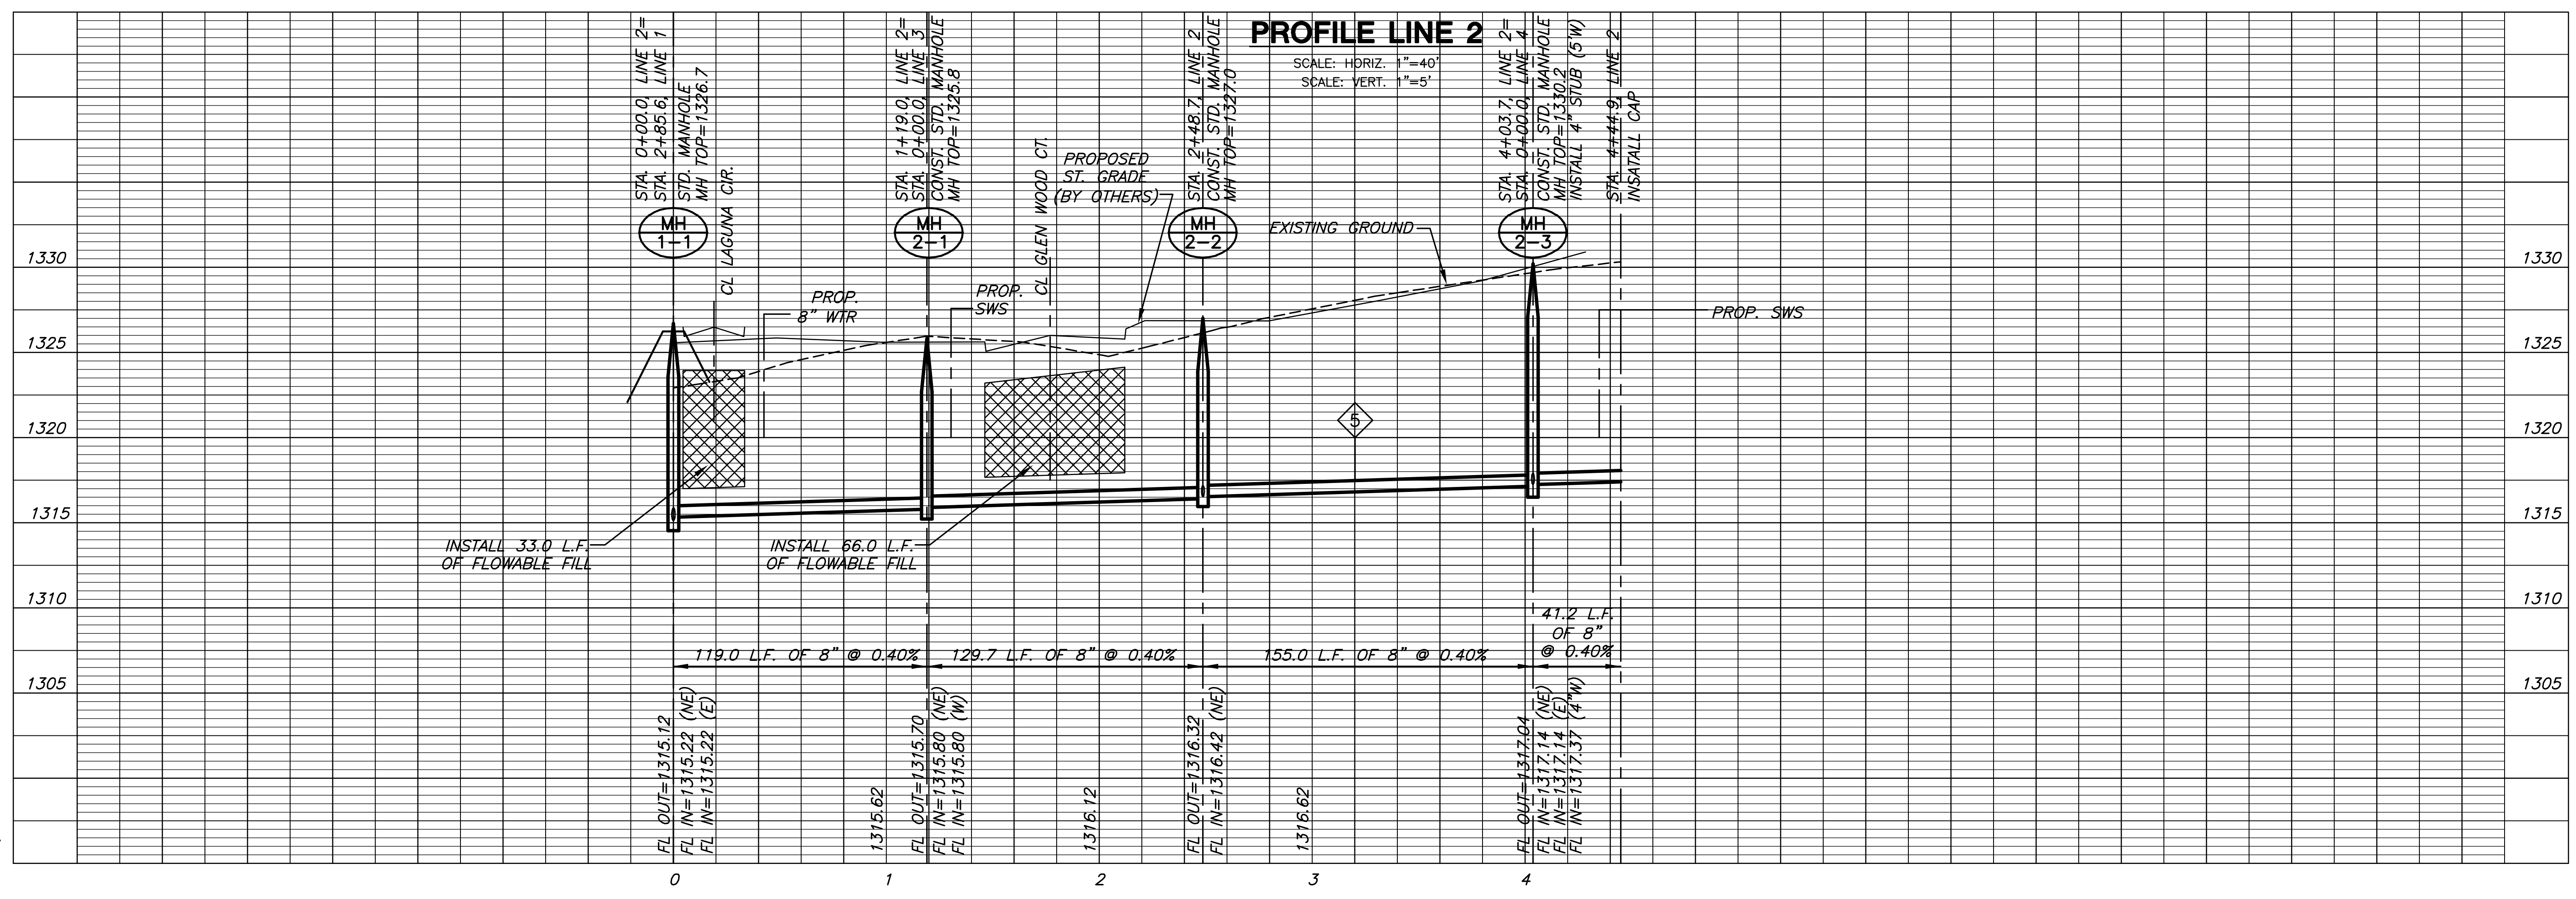 PROFILE LINE 2
SCALE: HORIZ. 1"=40'
SCALE: VERT. 1"=5'
STA. 0+00.0, LINE 2=
STA. 2+85.6, LINE 1
STD. MANHOLE
MH TOP=1326.7
CL LAGUNA CIR.
STA. 1+19.0, LINE 2=
STA. 0+00.0, LINE 3
CONST. STD. MANHOLE
MH TOP=1325.8
CL GLEN WOOD CT.
PROPOSED
ST. GRADE
(BY OTHERS)
STA. 2+48.7, LINE 2
CONST. STD. MANHOLE
MH TOP=1327.0
STA. 4+03.7, LINE 2=
STA. 0+00.0, LINE 4
CONST. STD. MANHOLE
MH TOP=1330.2
INSTALL 4" STUB (5'W)
STA. 4+44.9, LINE 2
INSATALL CAP
MH
1-1
MH
2-1
MH
2-2
MH
2-3
EXISTING GROUND
1330
1330
PROP.
8" WTR
PROP.
SWS
PROP. SWS
1325
1325
5
1320
1320
1315
1315
INSTALL 33.0 L.F.
OF FLOWABLE FILL
INSTALL 66.0 L.F.
OF FLOWABLE FILL
1310
1310
119.0 L.F. OF 8" @ 0.40%
129.7 L.F. OF 8" @ 0.40%
155.0 L.F. OF 8" @ 0.40%
41.2 L.F.
OF 8"
@ 0.40%
1305
1305
FL OUT=1315.12
FL IN=1315.22 (NE)
FL IN=1315.22 (E)
1315.62
FL OUT=1315.70
FL IN=1315.80 (NE)
FL IN=1315.80 (W)
1316.12
FL OUT=1316.32
FL IN=1316.42 (NE)
1316.62
FL OUT=1317.04
FL IN=1317.14 (NE)
FL IN=1317.14 (E)
FL IN=1317.37 (4"W)
0
1
2
3
4